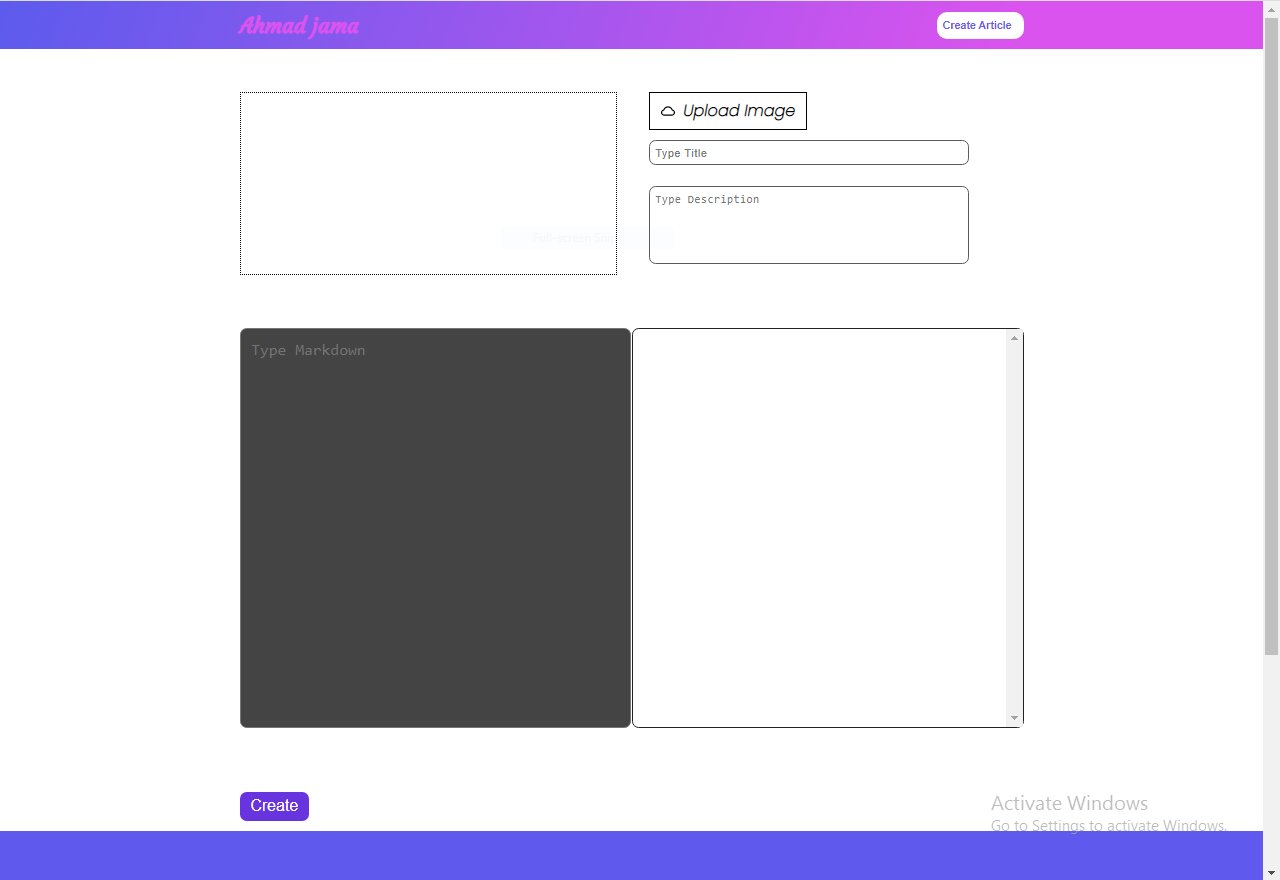 Ahmad jama
Create Article
Upload Image
Type Title
Type Description
Type Markdown
Create
Activate Windows
Go to Settings to activate Windows.